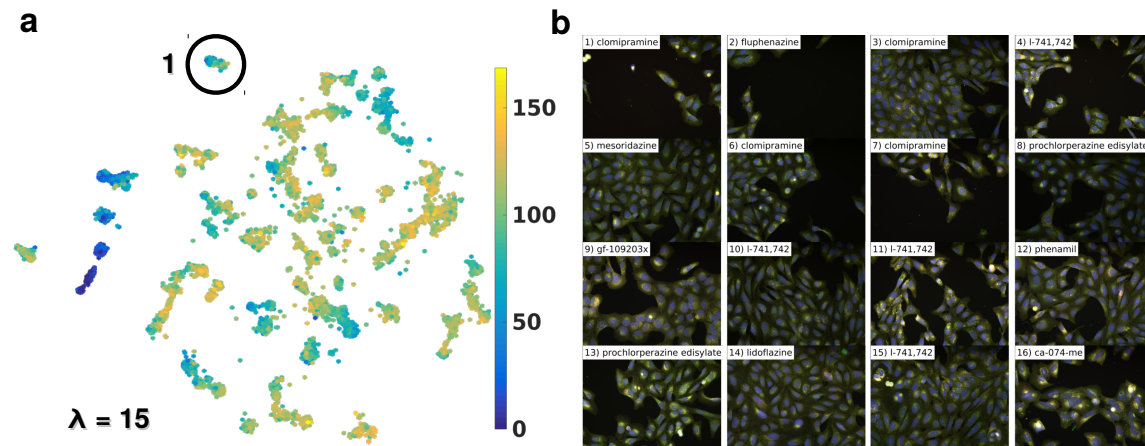 a
1
150
100
50
0
λ = 15
b
1) clomipramine
2) fluphenazine
3) clomipramine
4) l-741,742
5) mesoridazine
6) clomipramine
7) clomipramine
8) prochlorperazine edisylate
9) gf-109203x
10) l-741,742
11) l-741,742
12) phenamil
13) prochlorperazine edisylate
14) lidoflazine
15) l-741,742
16) ca-074-me